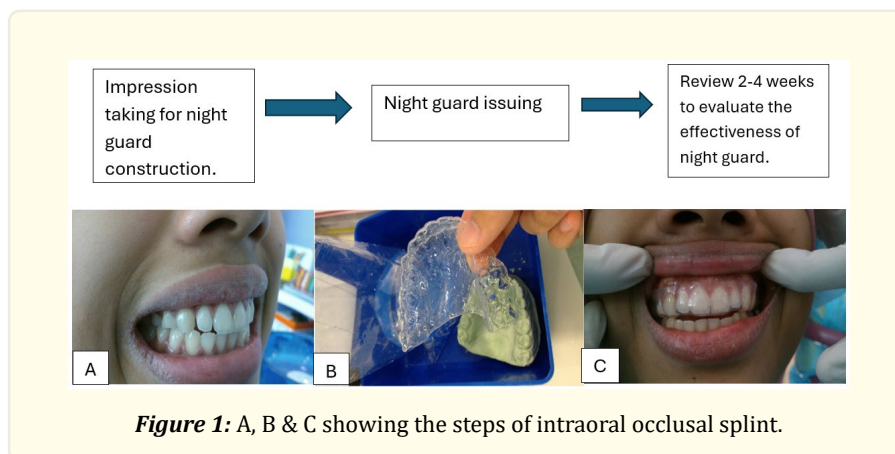 Impression
taking for night
guard
construction.
Night guard issuing
Review 2-4 weeks
to evaluate the
effectiveness of
night guard.
A
B
C
Figure 1: A, B & C showing the steps of intraoral occlusal splint.